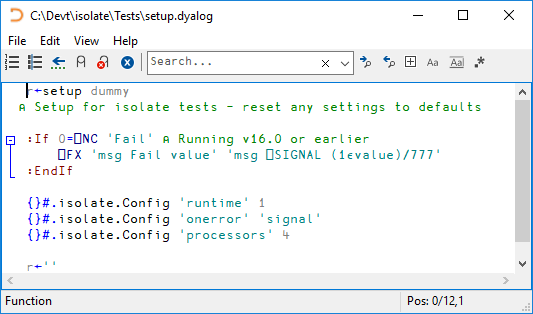 C:\Devt\isolate\Tests\setup.dyalog
File Edit View Help
Search... Aa Aa .*
r←setup dummy
⍝ Setup for isolate tests - reset any settings to defaults
:If 0=⎕NC 'Fail' ⍝ Running v16.0 or earlier
⎕FX 'msg Fail value' 'msg ⎕SIGNAL (1∊value)/777'
:EndIf
{}#.isolate.Config 'runtime' 1
{}#.isolate.Config 'onerror' 'signal'
{}#.isolate.Config 'processors' 4
r←''
Function Pos: 0/12,1